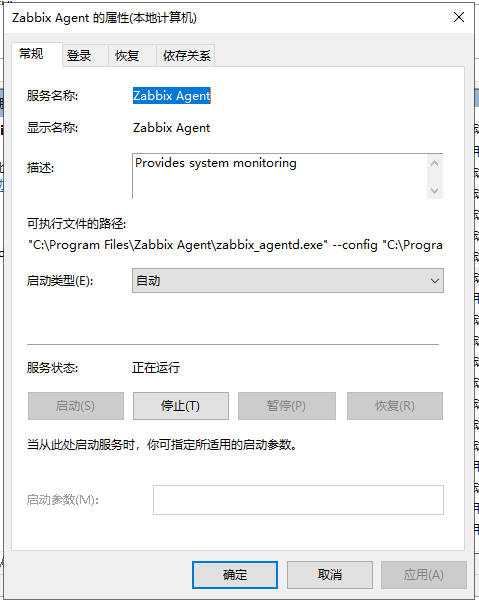 Zabbix Agent 的属性(本地计算机)
常规 登录 恢复 依存关系
服务名称: Zabbix Agent
显示名称: Zabbix Agent
描述: Provides system monitoring
可执行文件的路径:
"C:\Program Files\Zabbix Agent\zabbix_agentd.exe" --config "C:\Progra
启动类型(E): 自动
服务状态: 正在运行
启动(S) 停止(T) 暂停(P) 恢复(R)
当从此处启动服务时，你可指定所适用的启动参数。
启动参数(M):
确定 取消 应用(A)